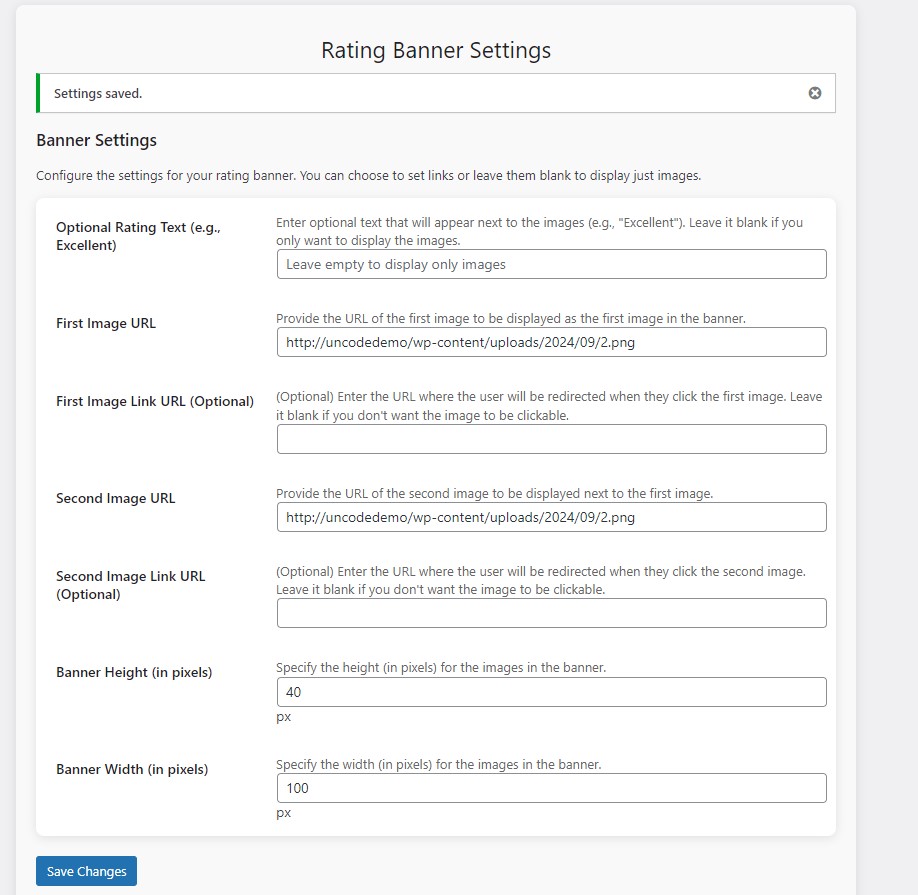 Rating Banner Settings
Settings saved.
Banner Settings
Configure the settings for your rating banner. You can choose to set links or leave them blank to display just images.
Optional Rating Text (e.g.,
Excellent)
Enter optional text that will appear next to the images (e.g., "Excellent"). Leave it blank if you
only want to display the images.
Leave empty to display only images
First Image URL
Provide the URL of the first image to be displayed as the first image in the banner.
http://uncodedemo/wp-content/uploads/2024/09/2.png
First Image Link URL (Optional)
(Optional) Enter the URL where the user will be redirected when they click the first image. Leave
it blank if you don't want the image to be clickable.
Second Image URL
Provide the URL of the second image to be displayed next to the first image.
http://uncodedemo/wp-content/uploads/2024/09/2.png
Second Image Link URL
(Optional)
(Optional) Enter the URL where the user will be redirected when they click the second image.
Leave it blank if you don't want the image to be clickable.
Banner Height (in pixels)
Specify the height (in pixels) for the images in the banner.
40
px
Banner Width (in pixels)
Specify the width (in pixels) for the images in the banner.
100
px
Save Changes